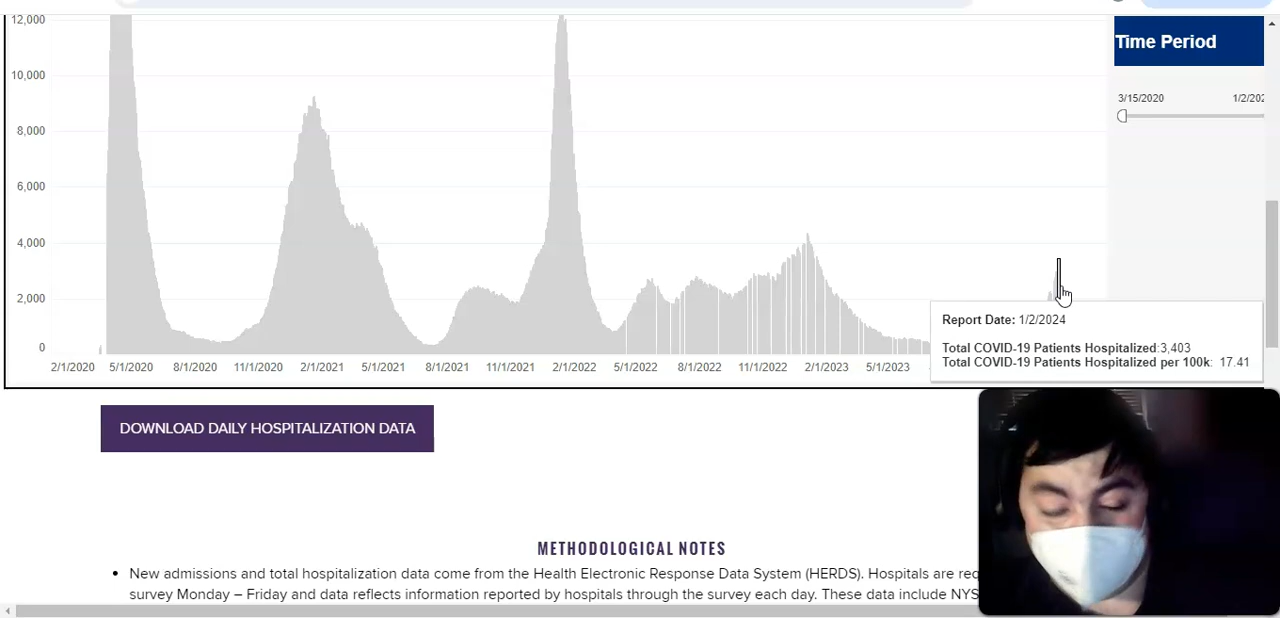 12,000
Time Period
10,000
3/15/2020
1/2/202
8,000
6,000
4,000
2,000
Report Date: 1/2/2024
0
Total COVID-19 Patients Hospitalized:3,403
Total COVID-19 Patients Hospitalized per 100k: 17.41
2/1/2020 5/1/2020 8/1/2020 11/1/2020 2/1/2021 5/1/2021 8/1/2021 11/1/2021 2/1/2022 5/1/2022 8/1/2022 11/1/2022 2/1/2023 5/1/2023
DOWNLOAD DAILY HOSPITALIZATION DATA
METHODOLOGICAL NOTES
• New admissions and total hospitalization data come from the Health Electronic Response Data System (HERDS). Hospitals are req
survey Monday – Friday and data reflects information reported by hospitals through the survey each day. These data include NYS